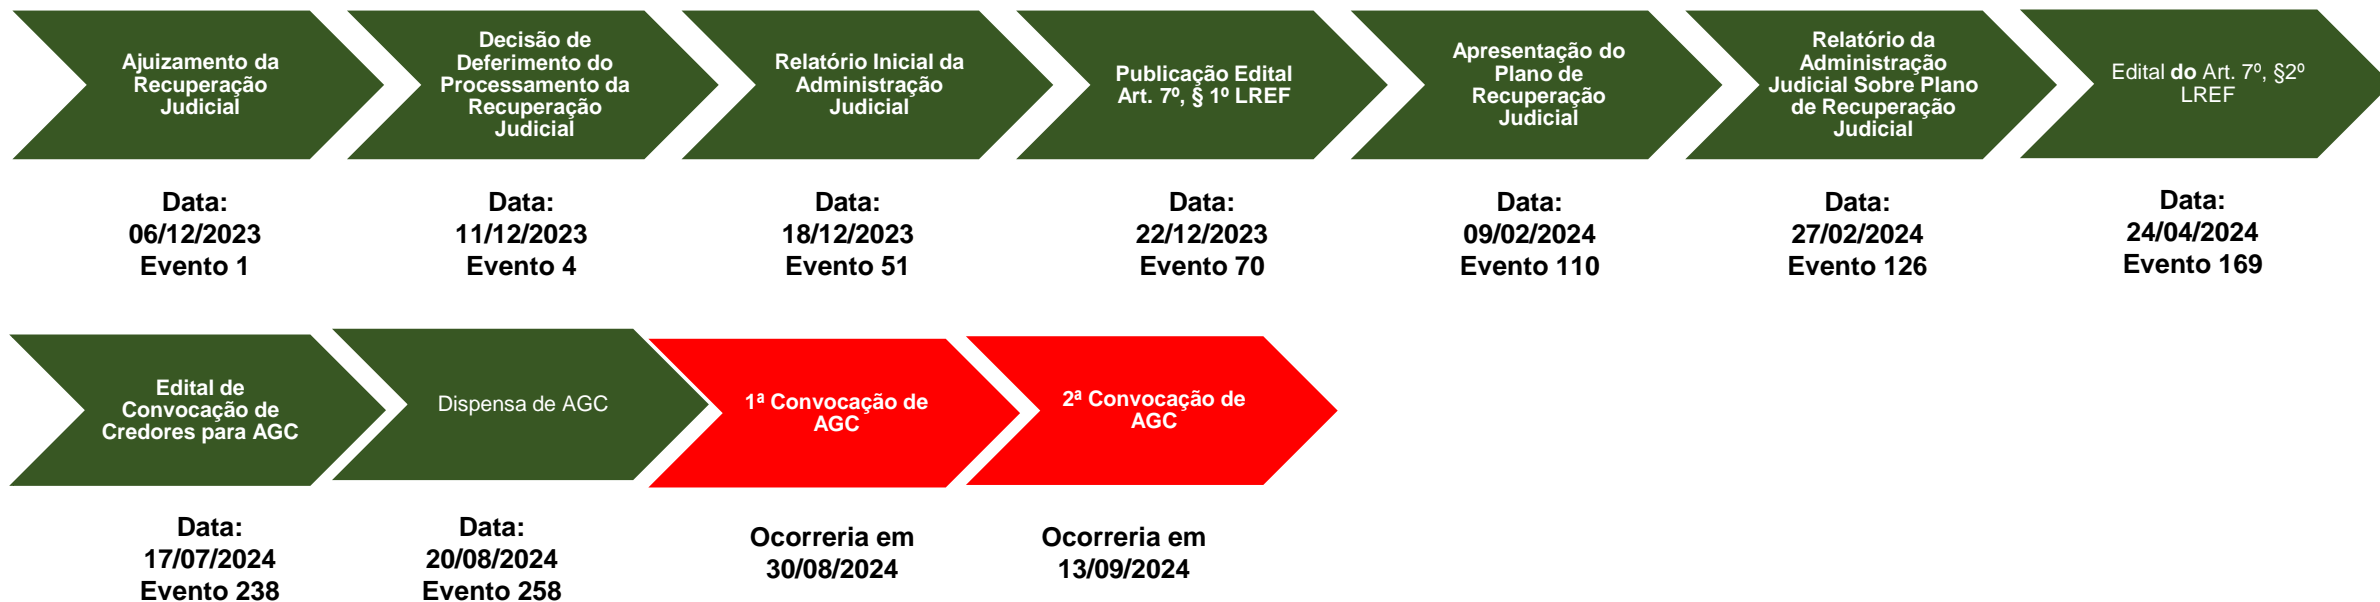 Ajuizamento da
Recuperação
Judicial
Decisão de
Deferimento do
Processamento da
Recuperação
Judicial
Relatório Inicial da
Administração
Judicial
Publicação Edital
Art. 7º, § 1º LREF
Apresentação do
Plano de
Recuperação
Judicial
Relatório da
Administração
Judicial Sobre Plano
de Recuperação
Judicial
Edital do Art. 7º, §2º
LREF
Data:
06/12/2023
Evento 1
Data:
11/12/2023
Evento 4
Data:
18/12/2023
Evento 51
Data:
22/12/2023
Evento 70
Data:
09/02/2024
Evento 110
Data:
27/02/2024
Evento 126
Data:
24/04/2024
Evento 169
Edital de
Convocação de
Credores para AGC
Dispensa de AGC
1ª Convocação de
AGC
2ª Convocação de
AGC
Data:
17/07/2024
Evento 238
Data:
20/08/2024
Evento 258
Ocorreria em
30/08/2024
Ocorreria em
13/09/2024